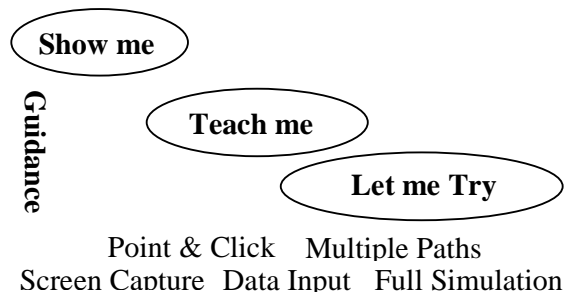 Show me
Guidance
Teach me
Let me Try
Point & Click Multiple Paths
Screen Capture Data Input Full Simulation